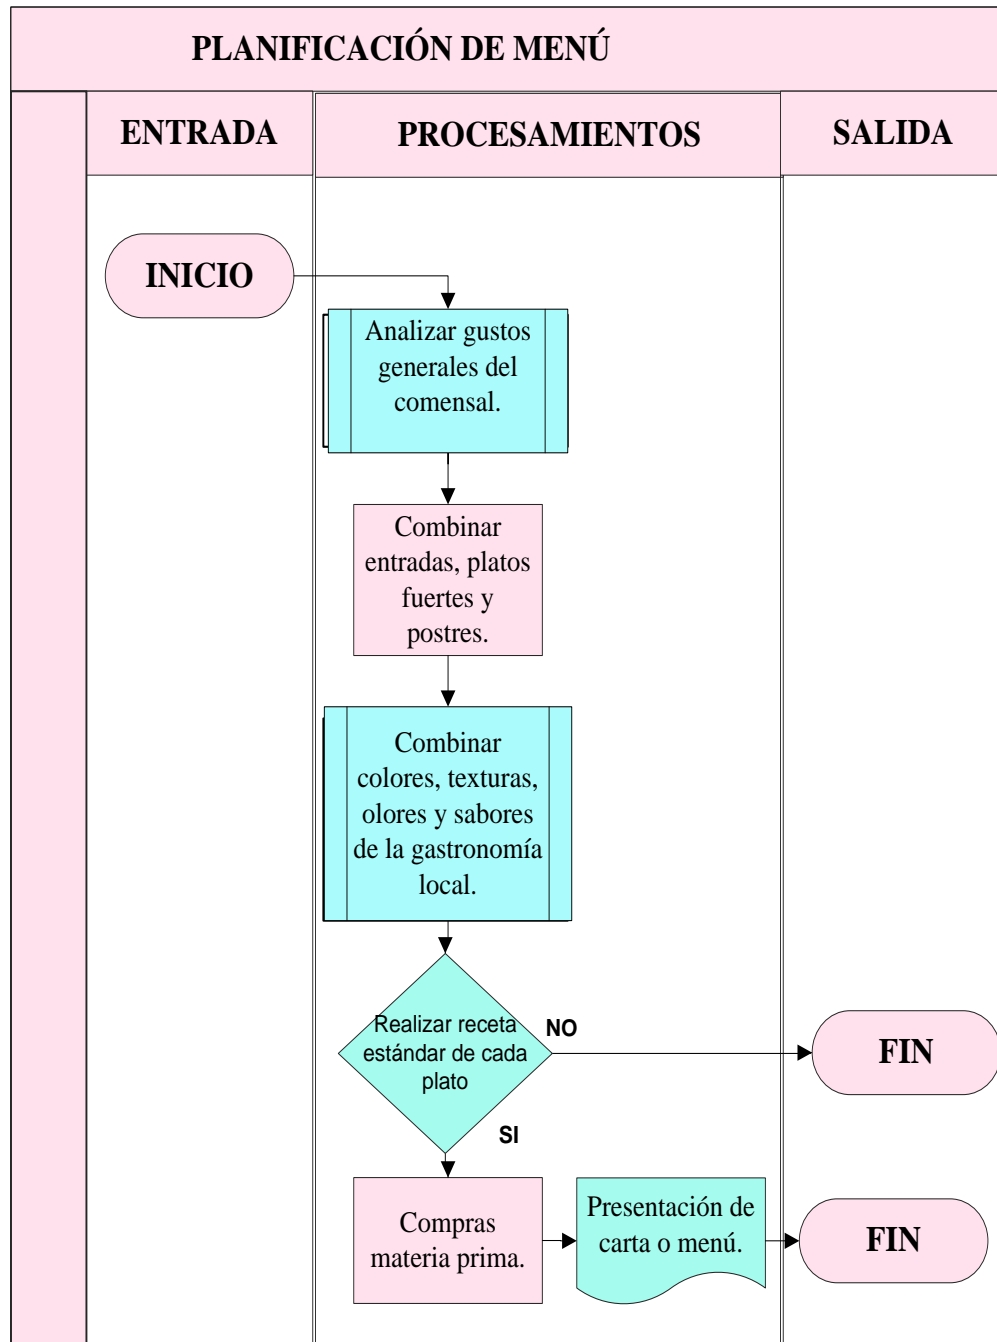 PLANIFICACIÓN DE MENÚ
ENTRADA
PROCESAMIENTOS
SALIDA
INICIO
Analizar gustos
generales del
comensal.
Combinar
entradas, platos
fuertes y
postres.
Combinar
colores, texturas,
olores y sabores
de la gastronomía
local.
Realizar receta
estándar de cada
plato
NO
FIN
SI
Compras
materia prima.
Presentación de
carta o menú.
FIN